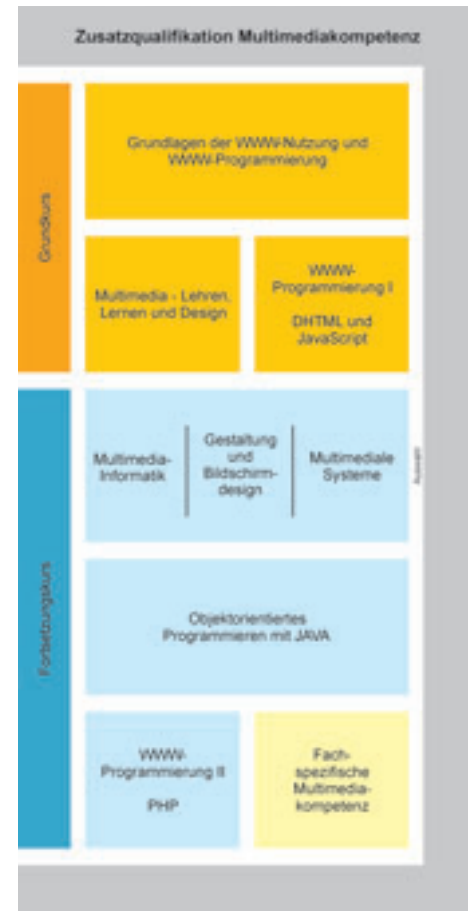 Zusatzqualifikation Multimediakompetenz
Grundkurs
Grundlagen der WWW-Nutzung und
WWW-Programmierung
Multimedia - Lehren,
Lernen und Design
WWW-
Programmierung I
DHTML und
JavaScript
Fortsetzungskurs
Multimedia-
Informatik
Gestaltung
und
Bildschirm-
design
Multimediale
Systeme
Auswahl
Objektorientiertes
Programmieren mit JAVA
WWW-
Programmierung II
PHP
Fach-
spezifische
Multimedia-
kompetenz